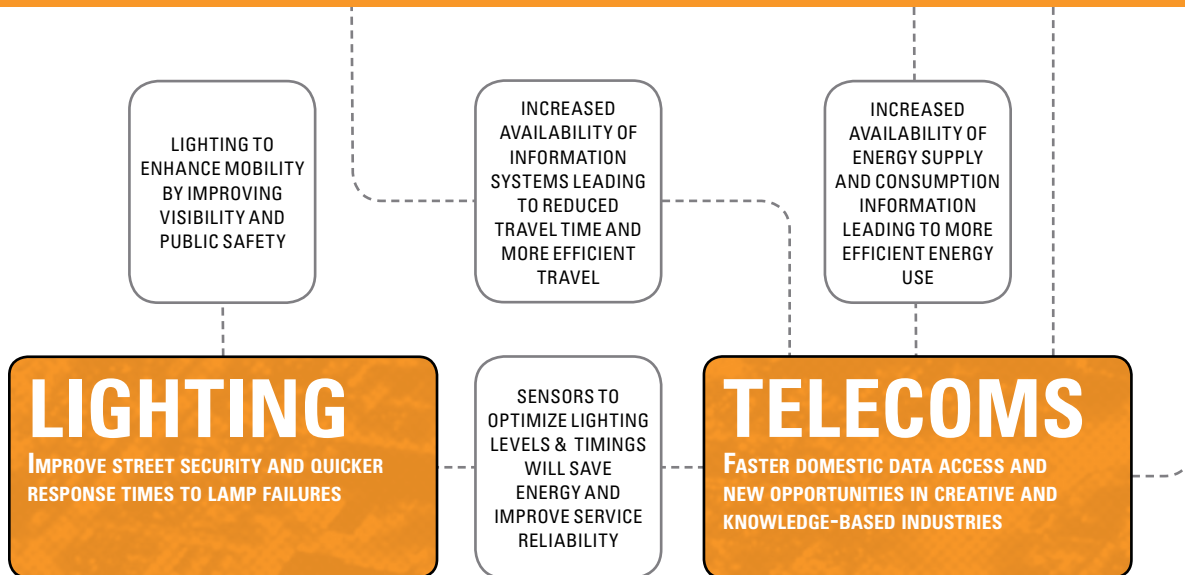 LIGHTING TO
ENHANCE MOBILITY
BY IMPROVING
VISIBILITY AND
PUBLIC SAFETY
INCREASED
AVAILABILITY OF
INFORMATION
SYSTEMS LEADING
TO REDUCED
TRAVEL TIME AND
MORE EFFICIENT
TRAVEL
INCREASED
AVAILABILITY OF
ENERGY SUPPLY
AND CONSUMPTION
INFORMATION
LEADING TO MORE
EFFICIENT ENERGY
USE
LIGHTING
IMPROVE STREET SECURITY AND QUICKER
RESPONSE TIMES TO LAMP FAILURES
SENSORS TO
OPTIMIZE LIGHTING
LEVELS & TIMINGS
WILL SAVE
ENERGY AND
IMPROVE SERVICE
RELIABILITY
TELECOMS
FASTER DOMESTIC DATA ACCESS AND
NEW OPPORTUNITIES IN CREATIVE AND
KNOWLEDGE-BASED INDUSTRIES